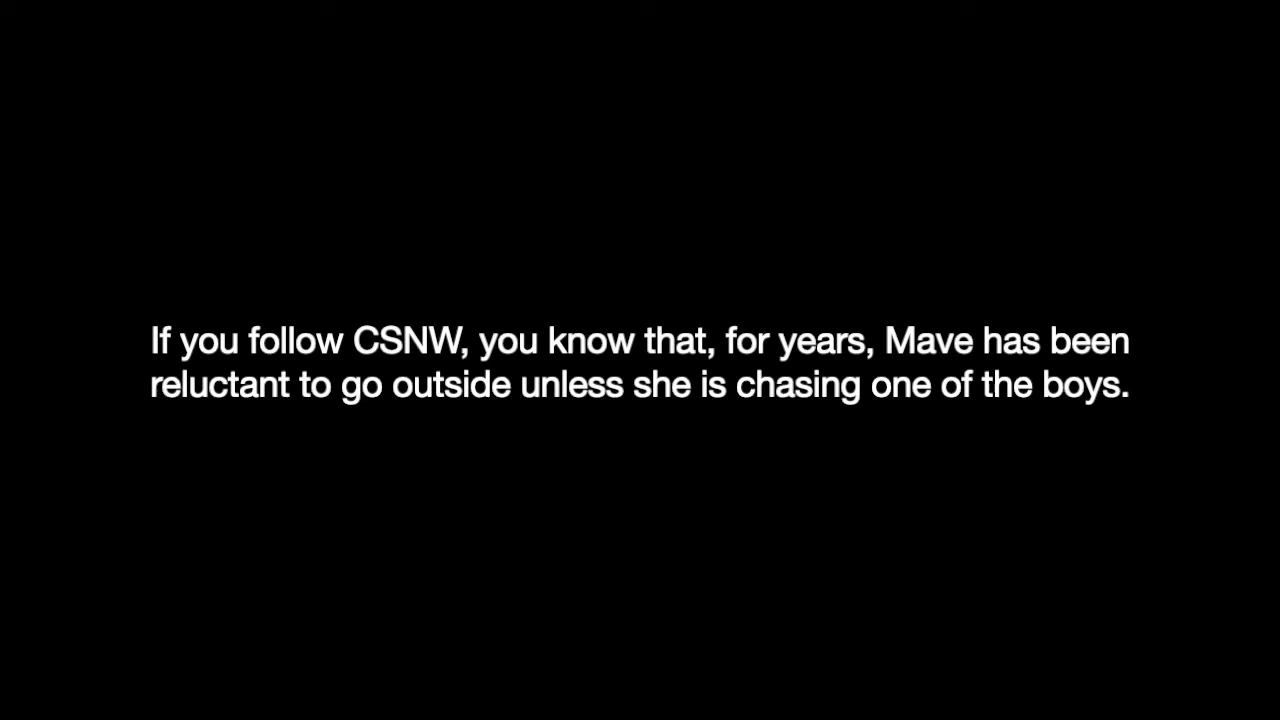 If you follow CSNW, you know that, for years, Mave has been
reluctant to go outside unless she is chasing one of the boys.